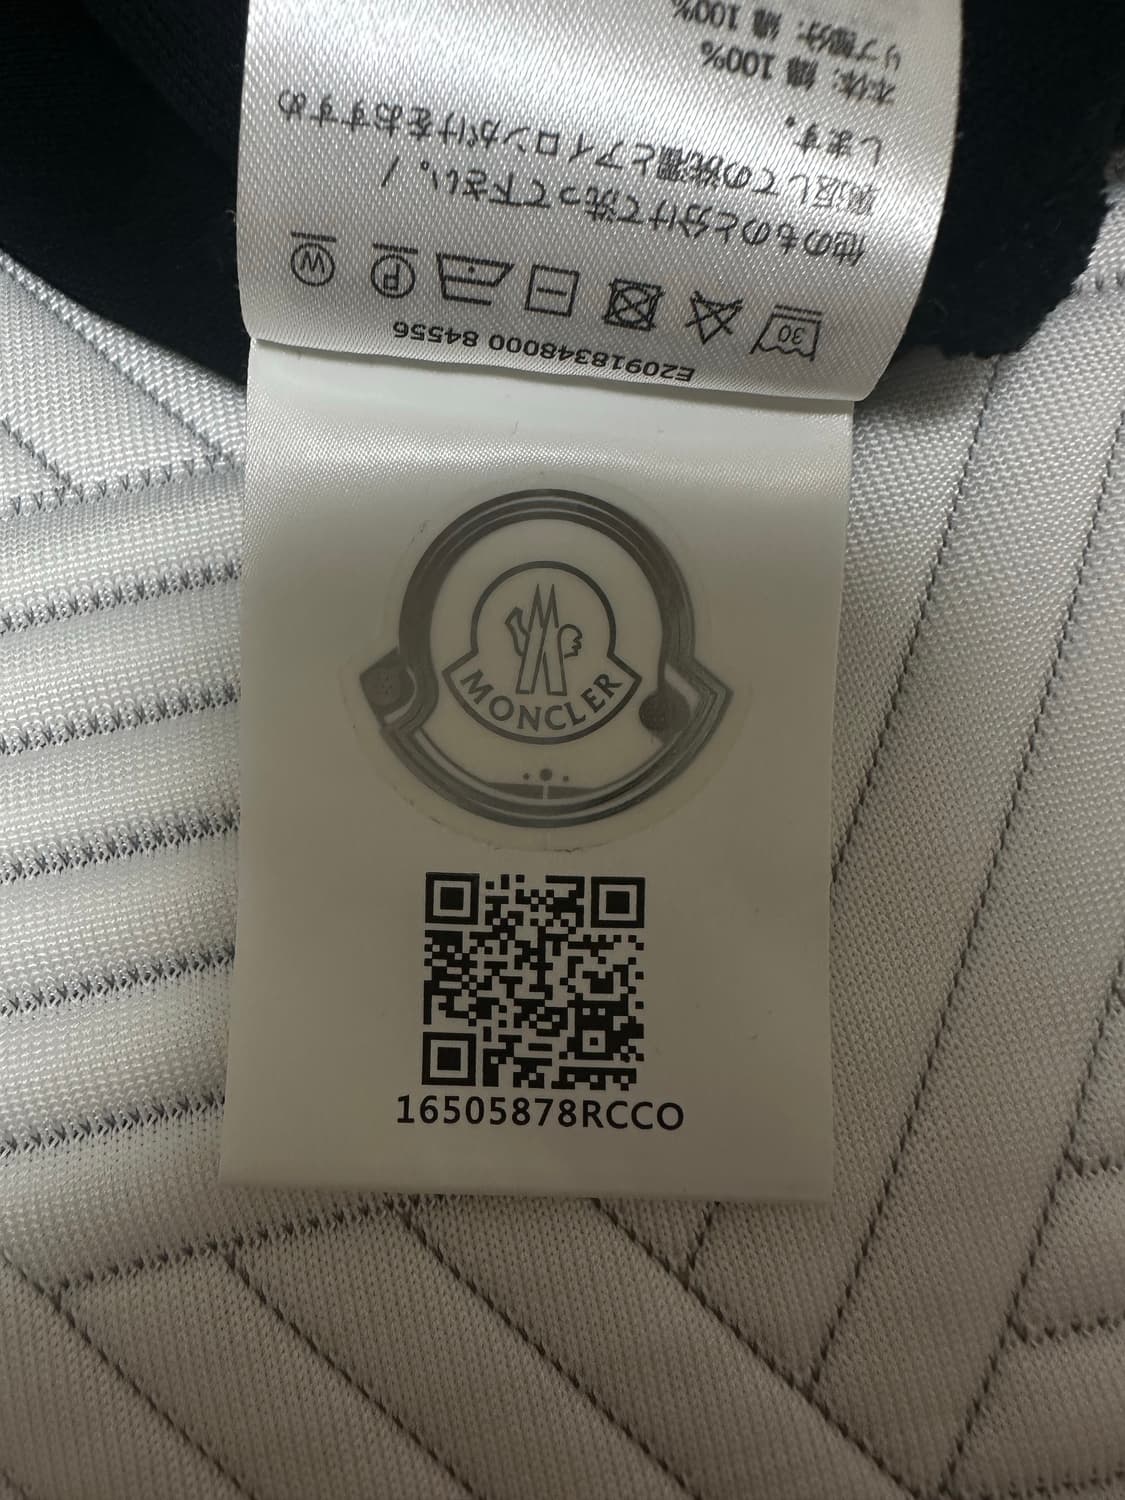 E20918348000 84556
30 P W
他のものと分けて洗って下さい。 /
裏返しての洗濯とアイロンがけをおすすめ
します。
本体: 綿 100%
リブ部分: 綿 100%
MONCLER
16505878RCCO